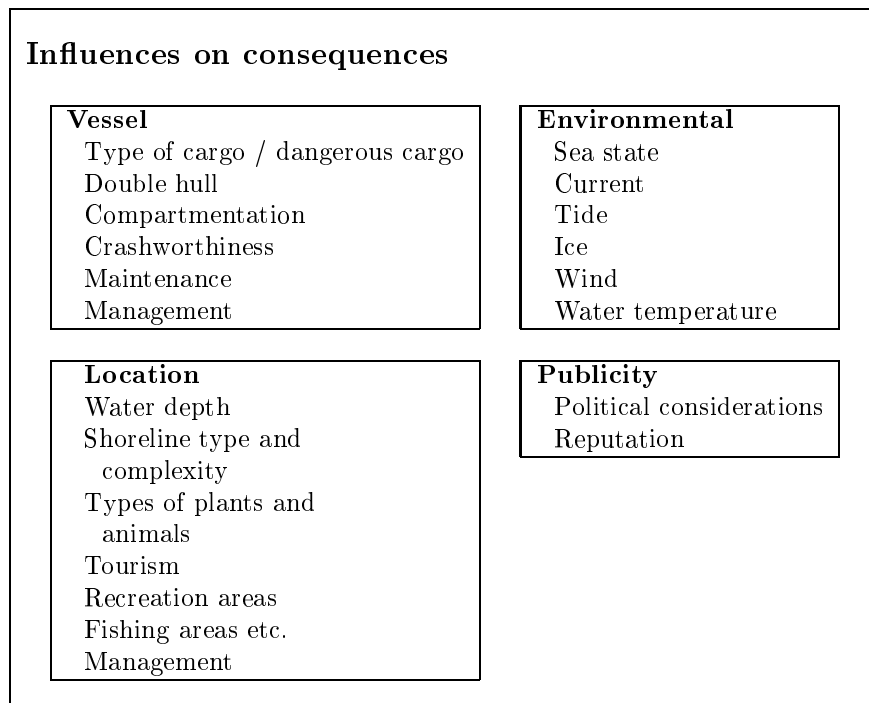 Influences on consequences
Vessel
Type of cargo / dangerous cargo
Double hull
Compartmentation
Crashworthiness
Maintenance
Management
Environmental
Sea state
Current
Tide
Ice
Wind
Water temperature
Location
Water depth
Shoreline type and
complexity
Types of plants and
animals
Tourism
Recreation areas
Fishing areas etc.
Management
Publicity
Political considerations
Reputation